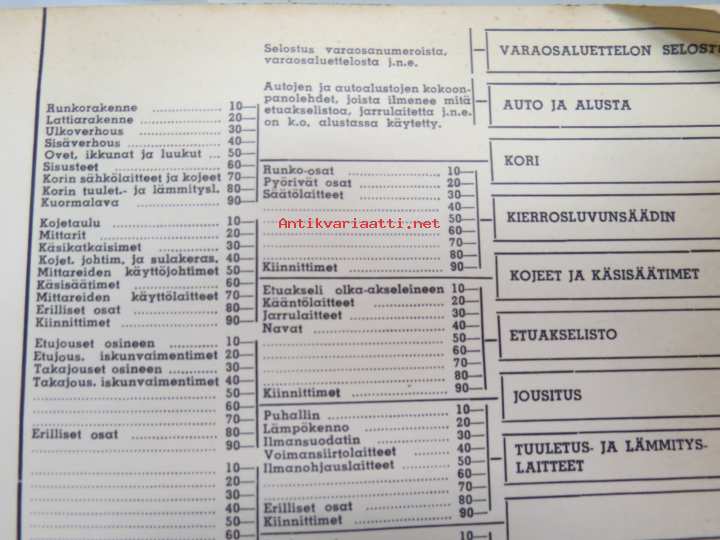 Selostus varaosanumeroista,
varaosaluettelosta j.n.e.
VARAOSALUETTELON
Autojen ja autoalustojen kokoon-
panolehdet, joista ilmenee mitä
etuakselistoa, jarrulaitetta j.n.e.
on k.o. alustassa käytetty.
AUTO JA ALUSTA
Runkorakenne 10
Lattiarakenne 20
Ulkoverhous 30
Sisäverhous 40
Ovet, ikkunat ja luukut 50
Sisusteet 60
Korin sähkölaitteet ja kojeet 70
Korin tuulet.- ja lämmitysl. 80
Kuormalava 90
KORI
Runko-osat 10
Pyörivät osat 20
Säätölaitteet 30
40
50
60
70
80
Kiinnittimet 90
KIERROSLUVUNSÄÄDIN
Antikvariaatti.net
Kojetaulu 10
Mittarit 20
Käsikatkaisimet 30
Kojet. johtim. ja sulakeras. 40
Mittareiden käyttöjohtimet 50
Käsisäätimet 60
Mittareiden käyttölaitteet 70
Erilliset osat 80
Kiinnittimet 90
KOJEET JA KÄSISÄÄTIMET
Etuakseli olka-akseleineen 10
Kääntölaitteet 20
Jarrulaitteet 30
Navat 40
50
60
70
80
Kiinnittimet 90
ETUAKSELISTO
Etujouset osineen 10
Etujous. iskunvaimentimet 20
Takajouset osineen 30
Takajous. iskunvaimentimet 40
50
60
70
Erilliset osat 80
90
JOUSITUS
Puhallin 10
Lämpökenno 20
Ilmansuodatin 30
Voimansiirtolaitteet 40
Ilmanohjauslaitteet 50
60
70
Erilliset osat 80
Kiinnittimet 90
TUULETUS- JA LÄMMITYS-
LAITTEET
10
20
30
40
50
60
10